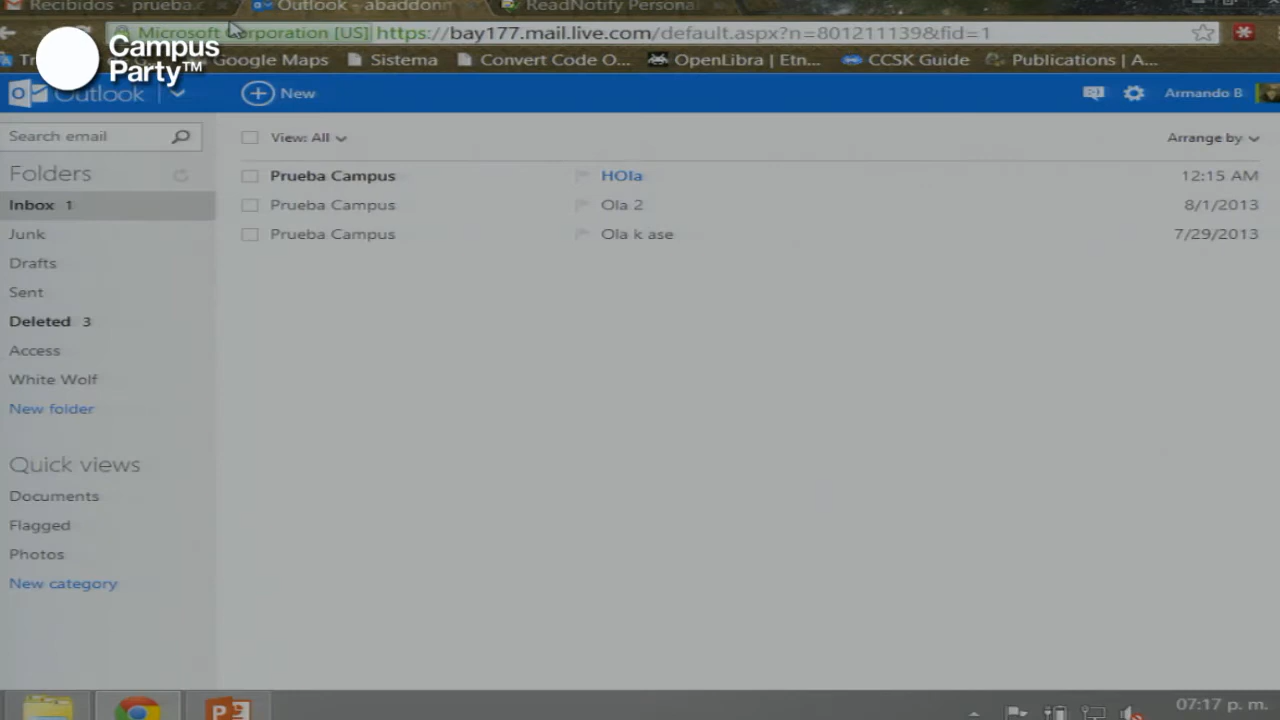 Recibidos - prueba.c
Outlook - abaddonn
ReadNotify Personal
Microsoft Corporation [US] https://bay177.mail.live.com/default.aspx?n=801211139&fid=1
Campus
Party™
Google Maps
Sistema
Convert Code O...
OpenLibra | Etn...
CCSK Guide
Publications | A...
Outlook
New
Armando B
Search email
View: All
Arrange by
Folders
Prueba Campus HOla 12:15 AM
Inbox 1
Prueba Campus Ola 2 8/1/2013
Junk
Prueba Campus Ola k ase 7/29/2013
Drafts
Sent
Deleted 3
Access
White Wolf
New folder
Quick views
Documents
Flagged
Photos
New category
07:17 p. m.